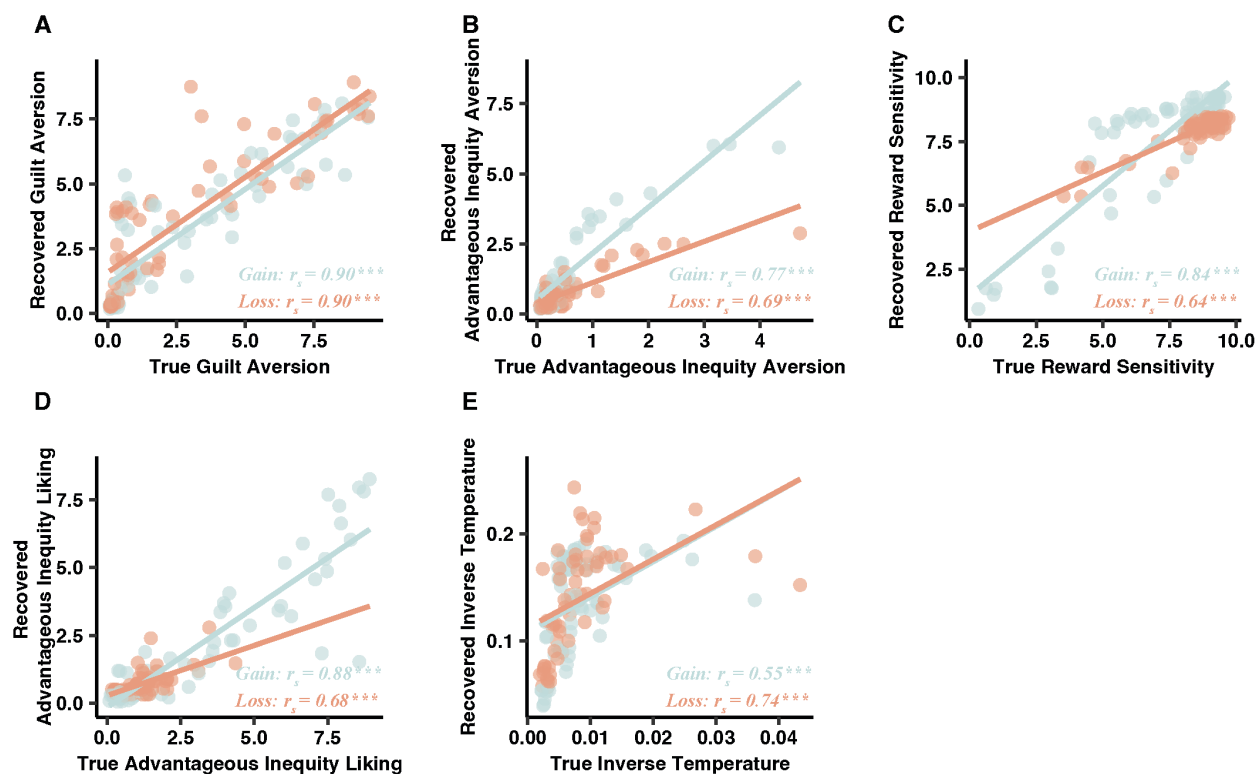 A
Recovered Guilt Aversion
7.5
5.0
2.5
0.0
Gain: rs = 0.90***
Loss: rs = 0.90***
0.0 2.5 5.0 7.5
True Guilt Aversion
B
Recovered
Advantageous Inequity Aversion
7.5
5.0
2.5
0.0
Gain: rs = 0.77***
Loss: rs = 0.69***
0 1 2 3 4
True Advantageous Inequity Aversion
C
Recovered Reward Sensitivity
10.0
7.5
5.0
2.5
Gain: rs = 0.84***
Loss: rs = 0.64***
0.0 2.5 5.0 7.5 10.0
True Reward Sensitivity
D
Recovered
Advantageous Inequity Liking
7.5
5.0
2.5
0.0
Gain: rs = 0.88***
Loss: rs = 0.68***
0.0 2.5 5.0 7.5
True Advantageous Inequity Liking
E
Recovered Inverse Temperature
0.2
0.1
Gain: rs = 0.55***
Loss: rs = 0.74***
0.00 0.01 0.02 0.03 0.04
True Inverse Temperature